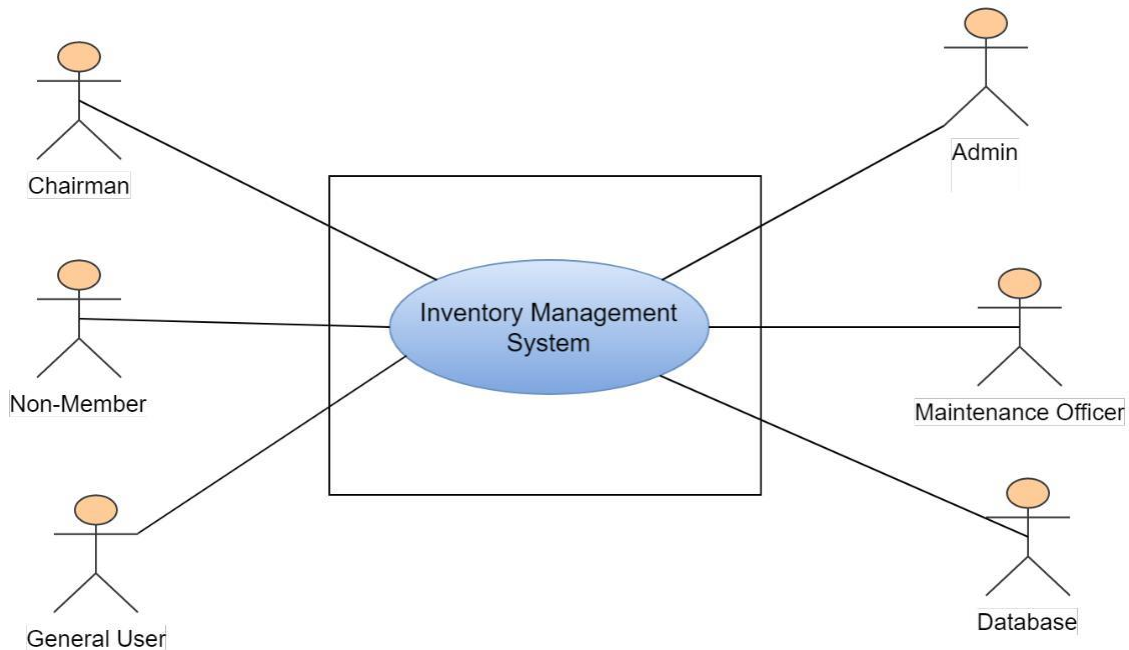 Chairman
Admin
Non-Member
Inventory Management
System
Maintenance Officer
General User
Database